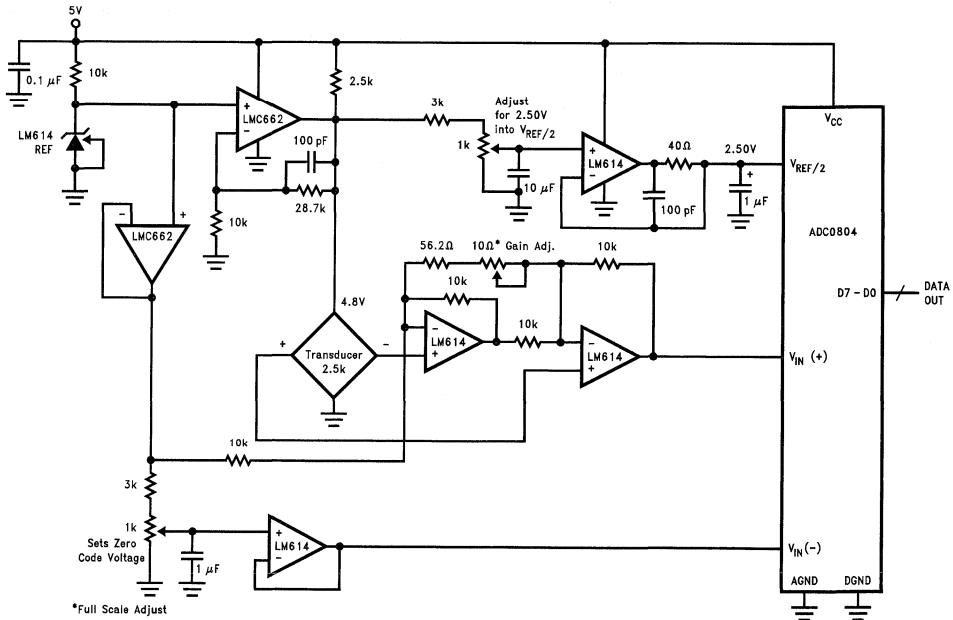 5V
0.1 μF
10k
LM614
REF
+
-
LMC662
2.5k
100 pF
28.7k
10k
3k
Adjust
for 2.50V
into VREF/2
1k
10 μF
+
-
LM614
40Ω
100 pF
2.50V
+
1 μF
VCC
VREF/2
ADC0804
D7 - D0
DATA
OUT
VIN (+)
VIN (-)
AGND
DGND
-
+
LMC662
4.8V
+
-
Transducer
2.5k
56.2Ω
10Ω* Gain Adj.
10k
10k
-
+
LM614
10k
-
+
LM614
10k
3k
1k
Sets Zero
Code Voltage
1 μF
+
-
LM614
*Full Scale Adjust